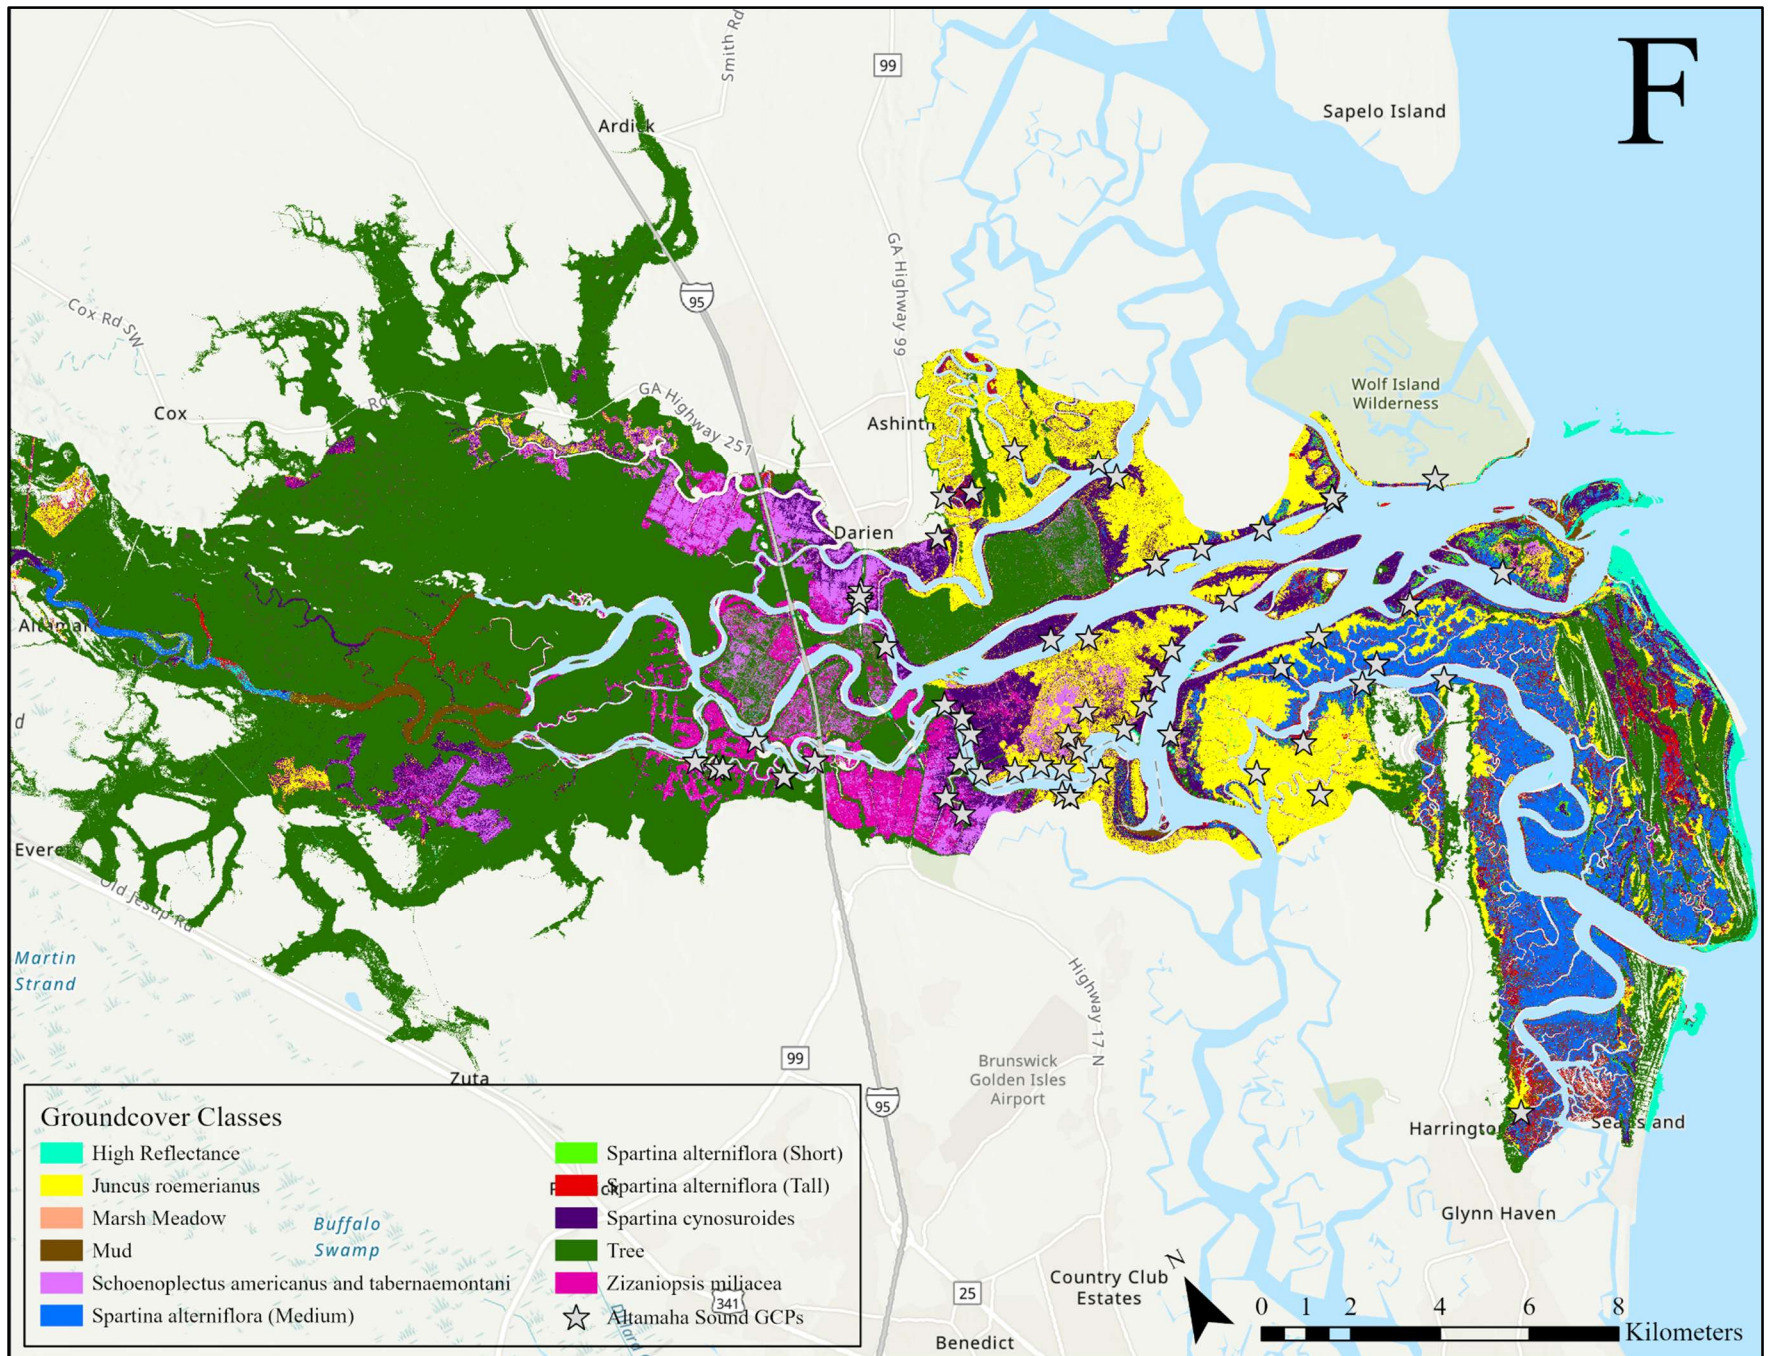 F
Smith Rd
99
Sapelo Island
Ardick
GA Highway 99
Cox Rd SW
95
Wolf Island
Wilderness
Rd
GA Highway 251
Cox
Darien
d
Old Jesup Rd
Martin
Strand
Highway 17 N
99
Brunswick
Golden Isles
Airport
Zuta
95
Harrington
Sea Island
Glynn Haven
Groundcover Classes
High Reflectance
Juncus roemerianus
Marsh Meadow
Mud
Schoenoplectus americanus and tabernaemontani
Spartina alterniflora (Medium)
Spartina alterniflora (Short)
Spartina alterniflora (Tall)
Spartina cynosuroides
Tree
Zizaniopsis miliacea
Altamaha Sound GCPs
Buffalo
Swamp
341
25
Country Club
Estates
Benedict
N
0 1 2 4 6 8
Kilometers